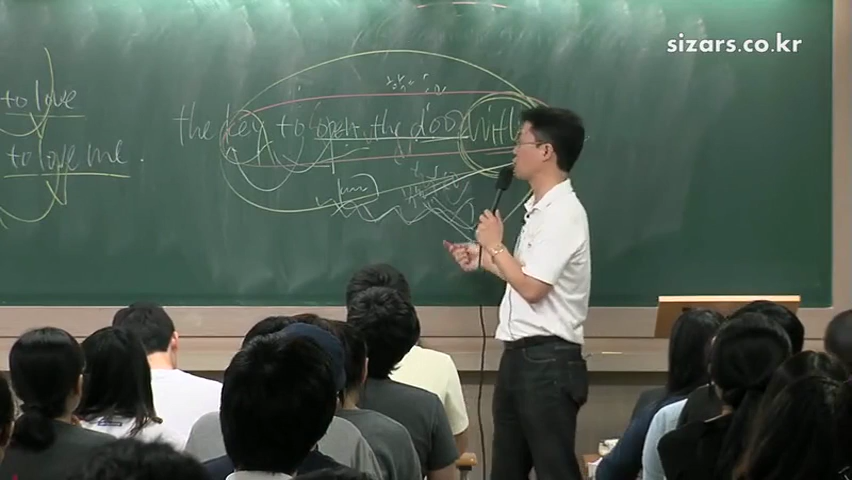 sizars.co.kr
to love
the key to open the door with
to love me.